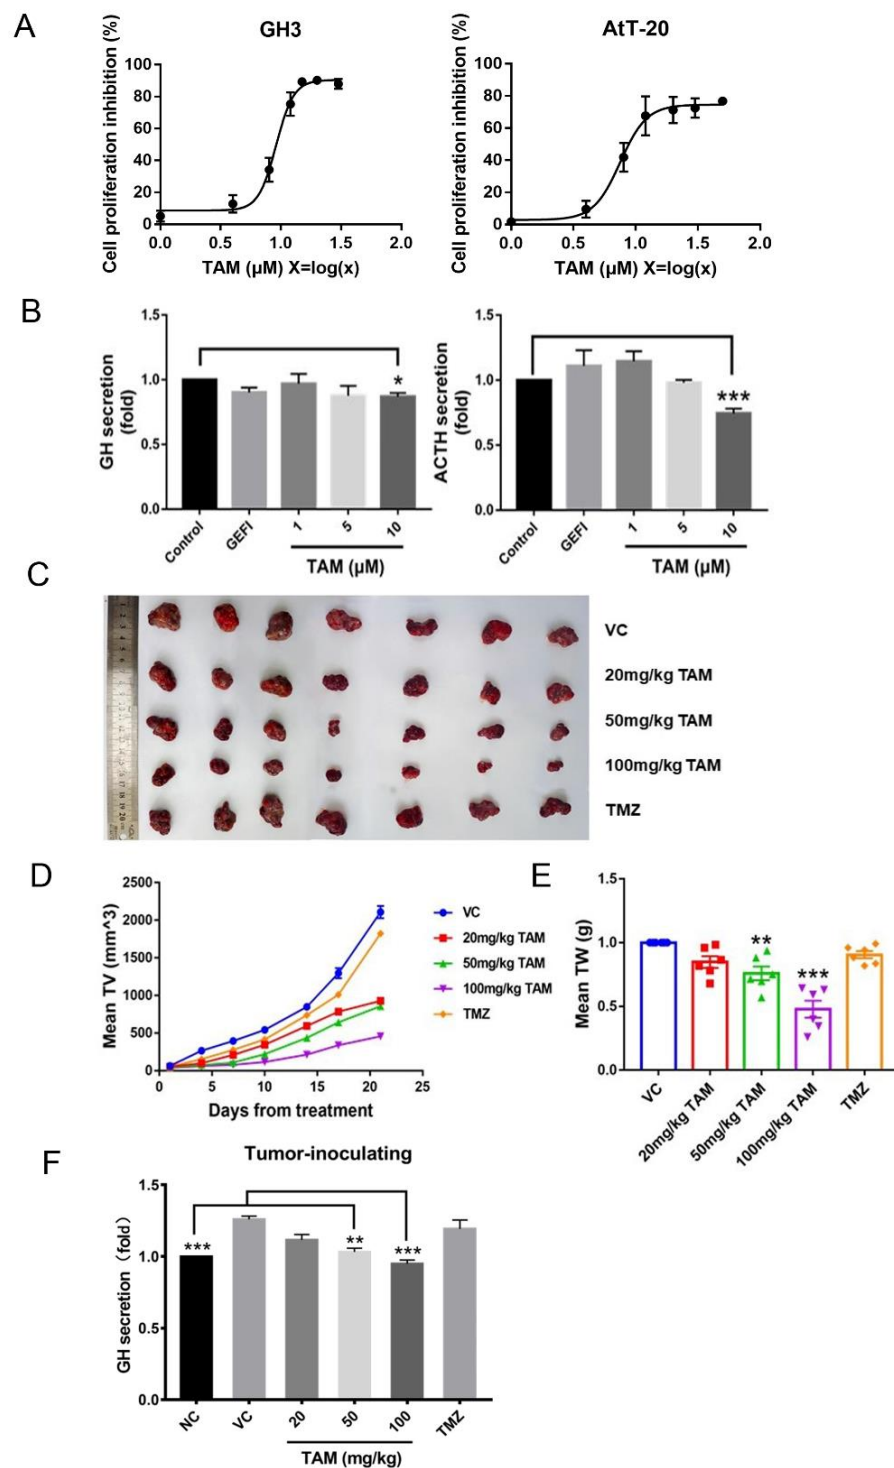 A
GH3
AtT-20
Cell proliferation inhibition (%)
100
80
60
40
20
0
0.0 0.5 1.0 1.5 2.0
TAM (µM) X=log(x)
Cell proliferation inhibition (%)
100
80
60
40
20
0
0.0 0.5 1.0 1.5 2.0
TAM (µM) X=log(x)
B
GH secretion
(fold)
1.5
1.0
0.5
0.0
*
Control GEFI 1 5 10
TAM (µM)
ACTH secretion
(fold)
1.5
1.0
0.5
0.0
***
Control GEFI 1 5 10
TAM (µM)
C
VC
20mg/kg TAM
50mg/kg TAM
100mg/kg TAM
TMZ
D
Mean TV (mm^3)
2500
2000
1500
1000
500
0
0 5 10 15 20 25
Days from treatment
VC
20mg/kg TAM
50mg/kg TAM
100mg/kg TAM
TMZ
E
Mean TW (g)
1.5
1.0
0.5
0.0
**
***
VC 20mg/kg TAM 50mg/kg TAM 100mg/kg TAM TMZ
F
Tumor-inoculating
GH secretion (fold)
1.5
1.0
0.5
0.0
*** ** ***
NC VC 20 50 100 TMZ
TAM (mg/kg)